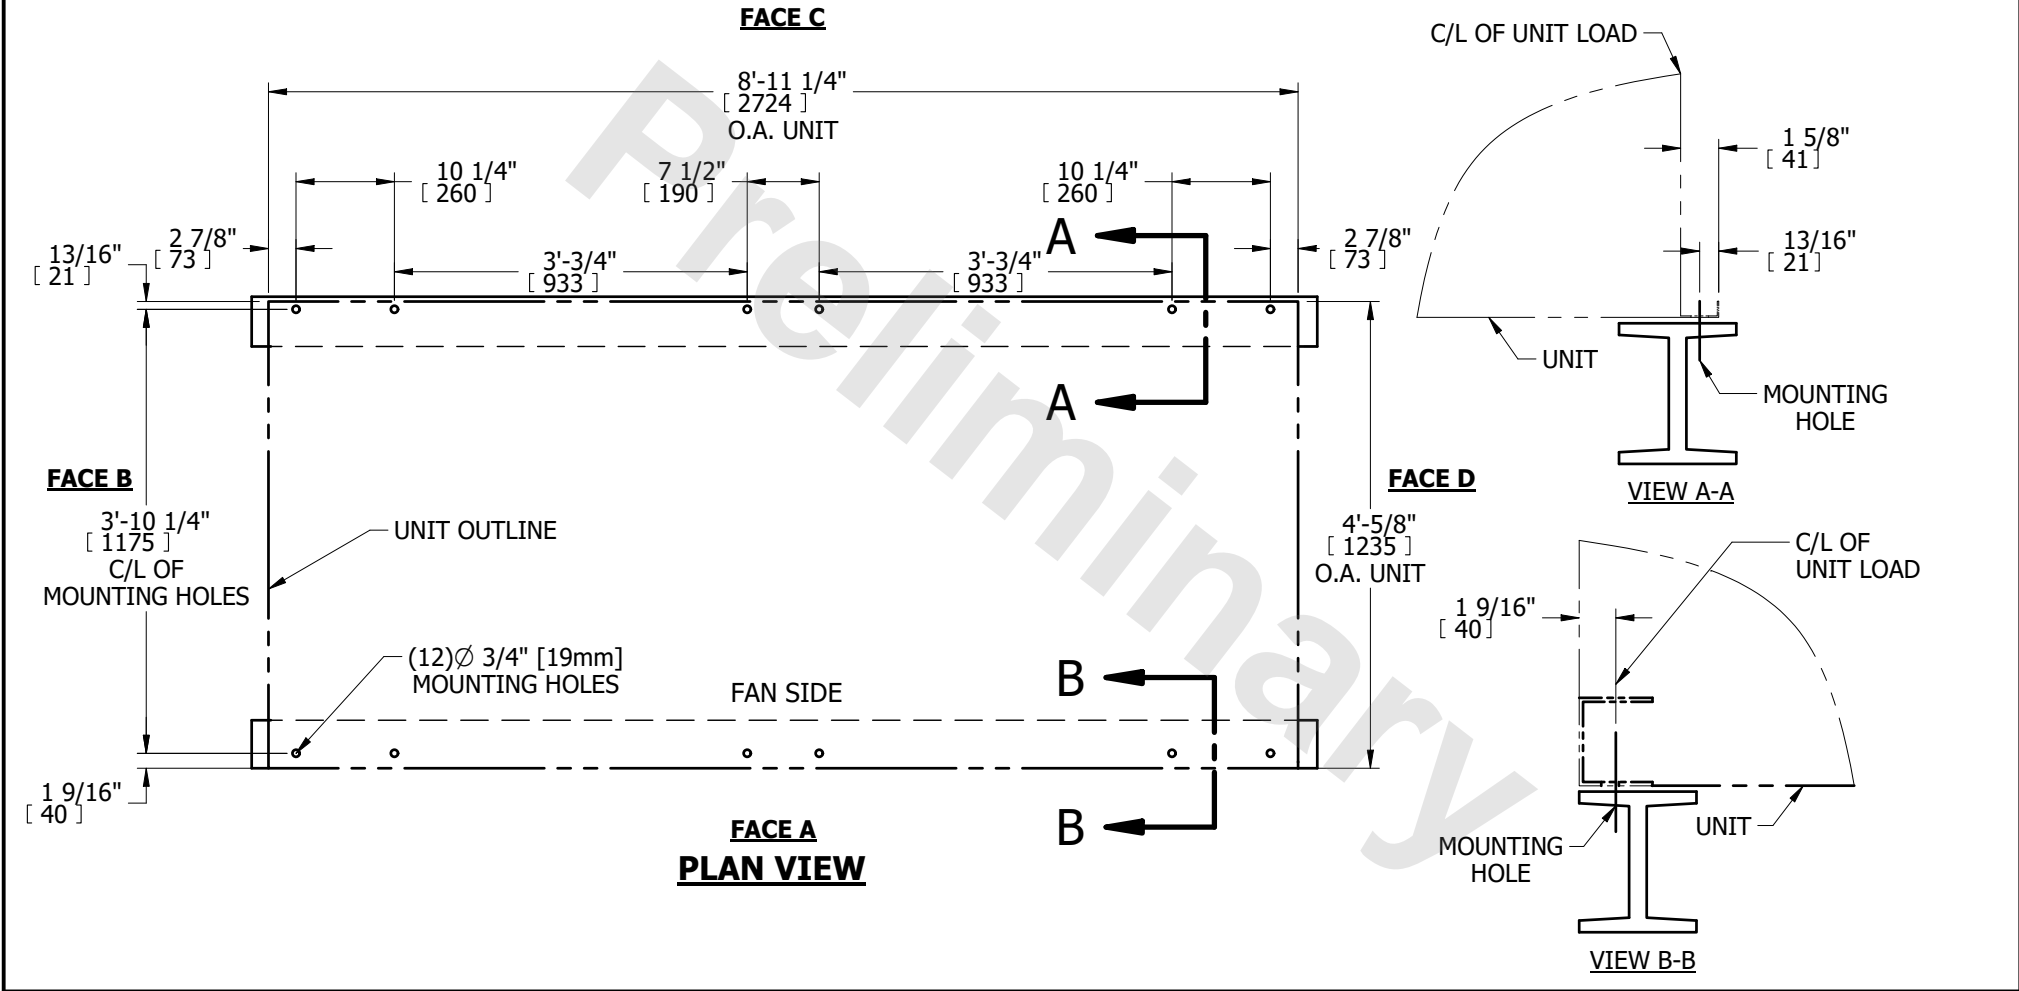 FACE C
8'-11 1/4"
[ 2724 ]
O.A. UNIT
10 1/4"
[ 260 ]
7 1/2"
[ 190 ]
10 1/4"
[ 260 ]
13/16"
[ 21 ]
2 7/8"
[ 73 ]
3'-3/4"
[ 933 ]
3'-3/4"
[ 933 ]
A
2 7/8"
[ 73 ]
A
FACE B
3'-10 1/4"
[ 1175 ]
C/L OF
MOUNTING HOLES
UNIT OUTLINE
FACE D
4'-5/8"
[ 1235 ]
O.A. UNIT
(12)Ø 3/4" [19mm]
MOUNTING HOLES
FAN SIDE
B
1 9/16"
[ 40 ]
B
FACE A
PLAN VIEW
C/L OF UNIT LOAD
1 5/8"
[ 41 ]
13/16"
[ 21 ]
UNIT
MOUNTING
HOLE
VIEW A-A
C/L OF
UNIT LOAD
1 9/16"
[ 40 ]
UNIT
MOUNTING
HOLE
VIEW B-B
Preliminary